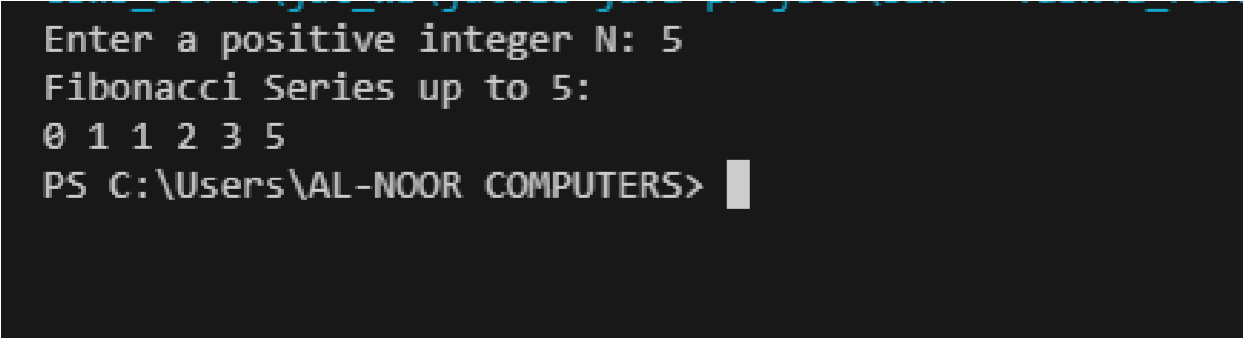 Enter a positive integer N: 5
Fibonacci Series up to 5:
0 1 1 2 3 5
PS C:\Users\AL-NOOR COMPUTERS>